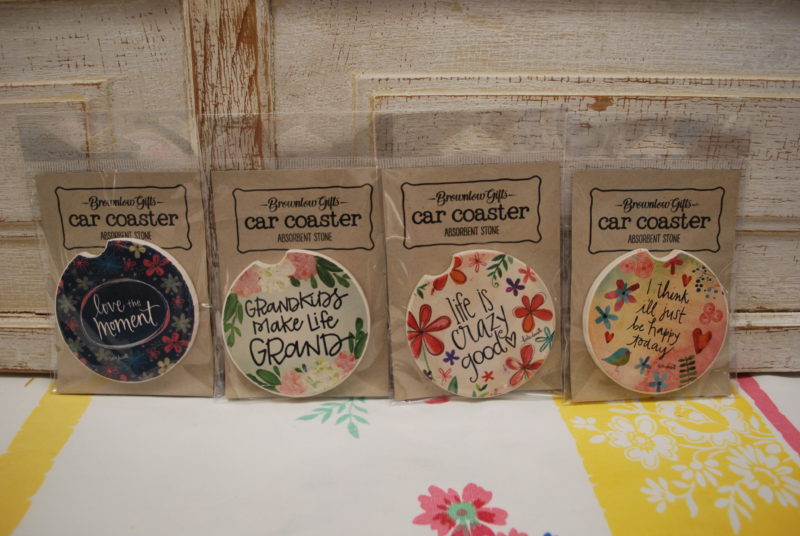 Brownlow Gifts
car coaster
ABSORBENT STONE
love the
moment
Brownlow Gifts
car coaster
ABSORBENT STONE
GRANDKIDS
make Life
GRAND
Brownlow Gifts
car coaster
ABSORBENT STONE
life is
crazy
good
Brownlow Gifts
car coaster
ABSORBENT STONE
I think
i'll just
be happy
today